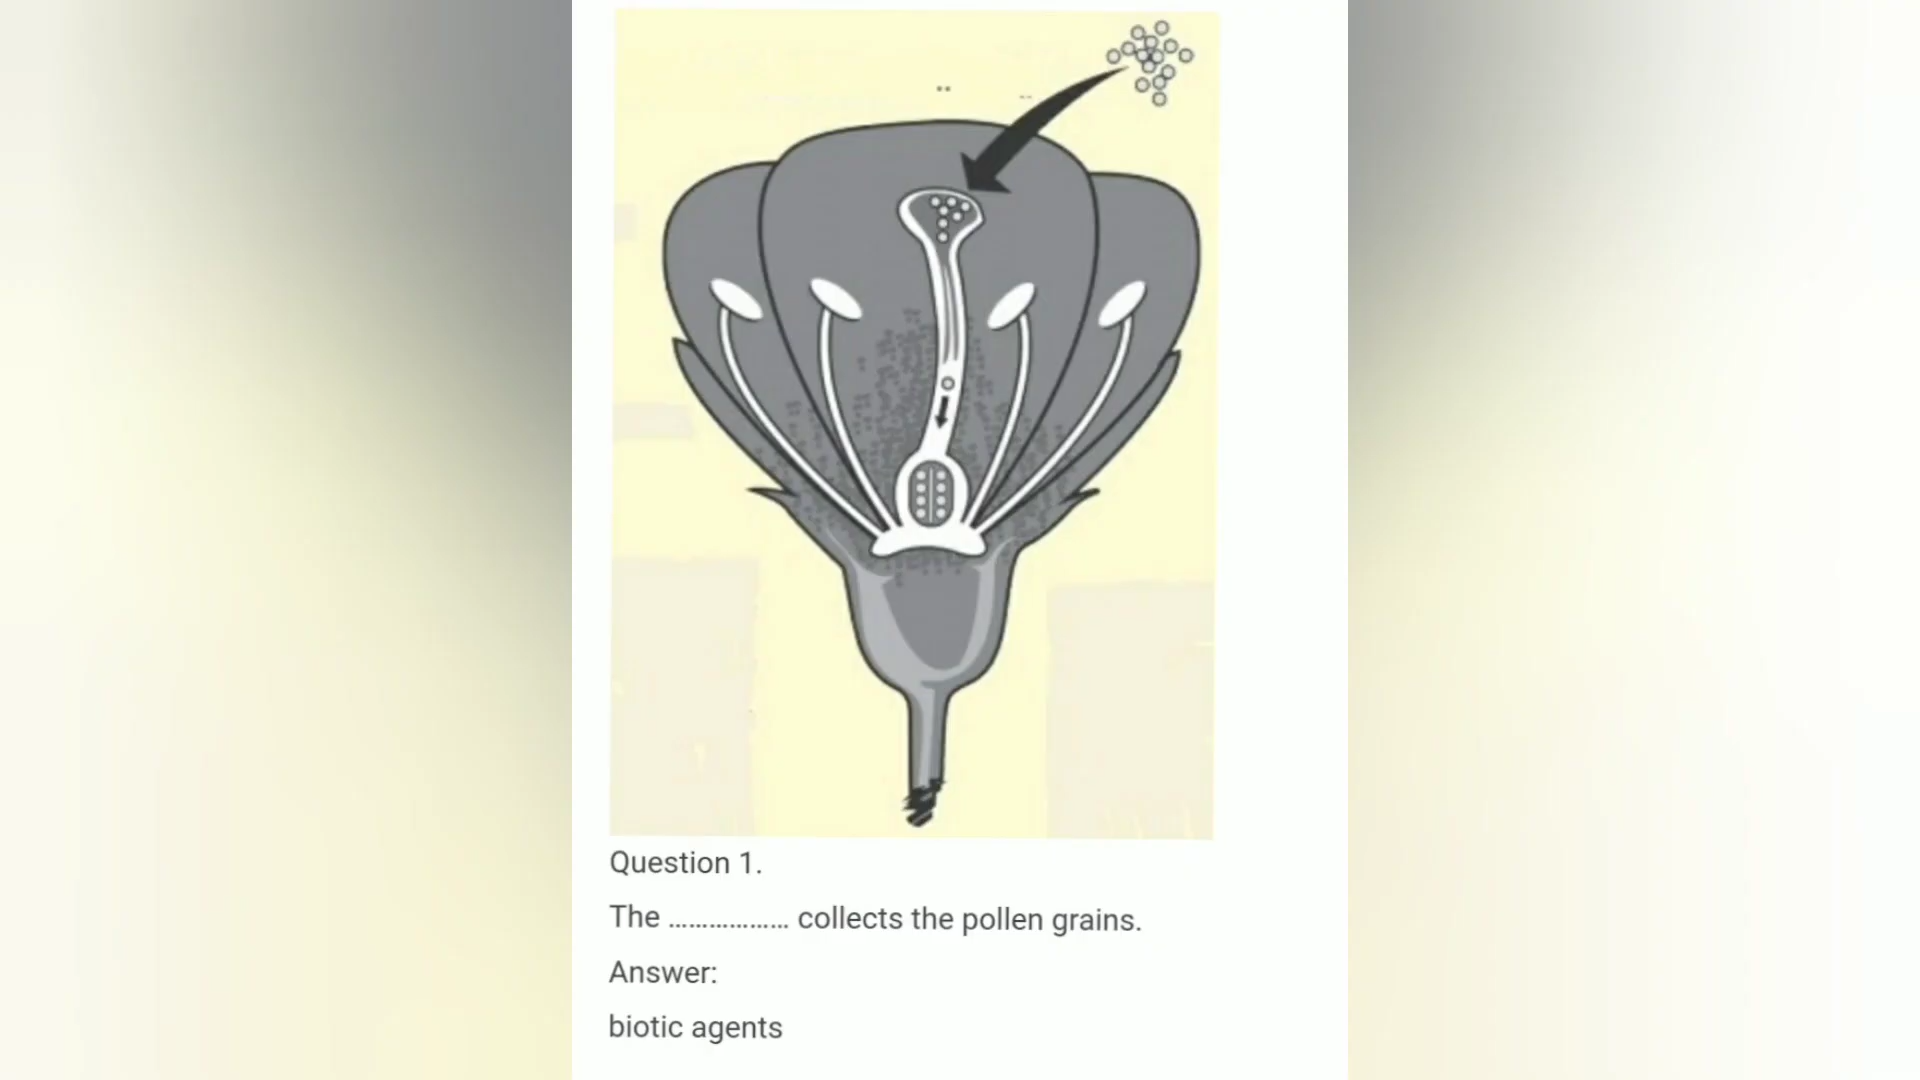 Question 1.
The .................. collects the pollen grains.
Answer:
biotic agents